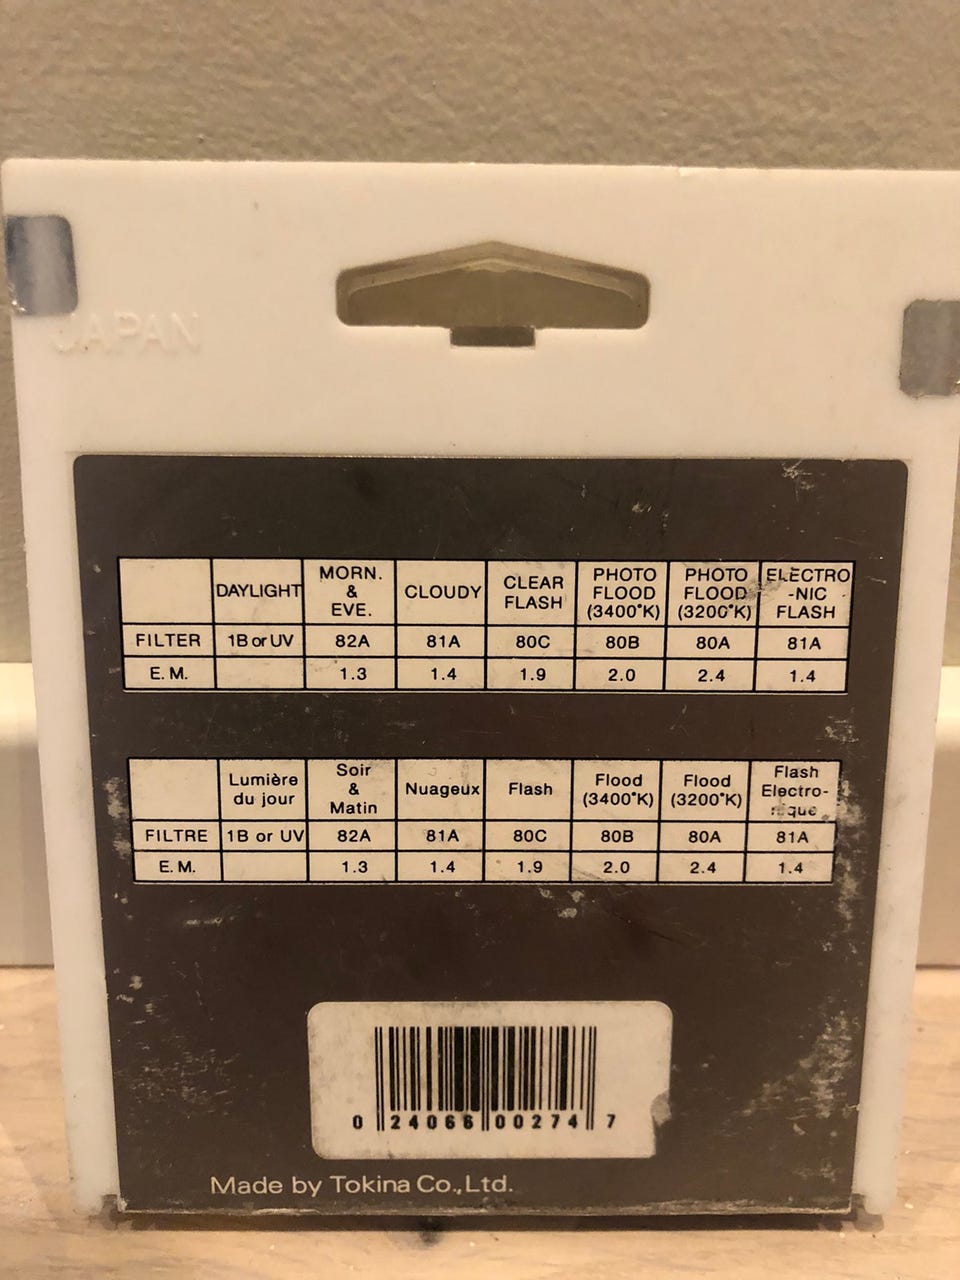 JAPAN
DAYLIGHT MORN. & EVE. CLOUDY CLEAR FLASH PHOTO FLOOD (3400°K) PHOTO FLOOD (3200°K) ELECTRO-NIC FLASH
FILTER 1B or UV 82A 81A 80C 80B 80A 81A
E.M. 1.3 1.4 1.9 2.0 2.4 1.4
Lumière du jour Soir & Matin Nuageux Flash Flood (3400°K) Flood (3200°K) Flash Electro-nique
FILTRE 1B or UV 82A 81A 80C 80B 80A 81A
E.M. 1.3 1.4 1.9 2.0 2.4 1.4
0 24066 00274 7
Made by Tokina Co.,Ltd.